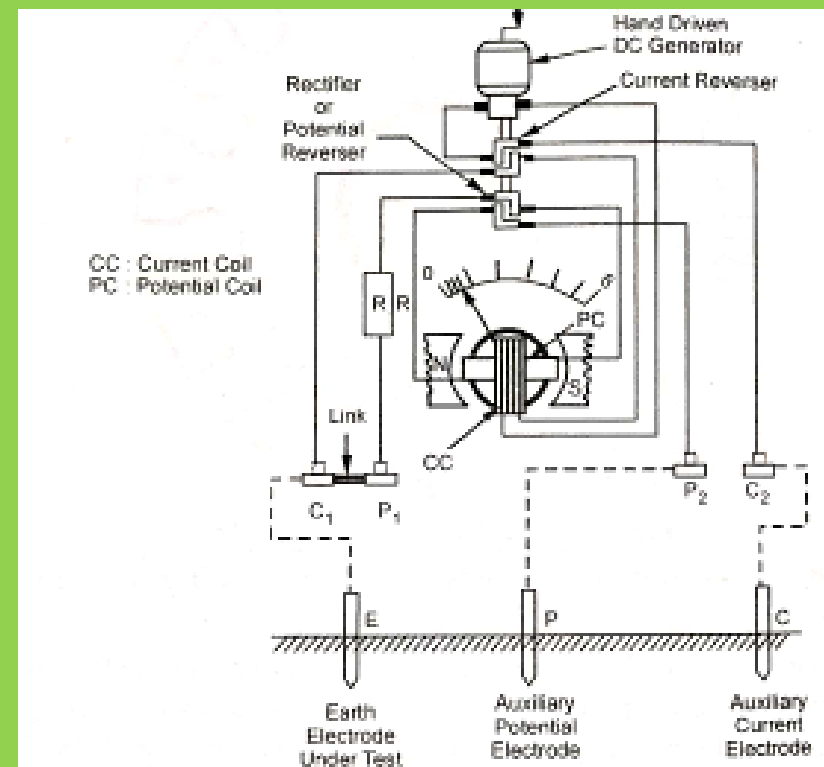 Hand Driven
DC Generator
Current Reverser
Rectifier
or
Potential
Reverser
CC : Current Coil
PC : Potential Coil
0
R R
PC
N
S
Link
CC
C1 P1
P2 C2
E
P
C
Earth
Electrode
Under Test
Auxiliary
Potential
Electrode
Auxiliary
Current
Electrode